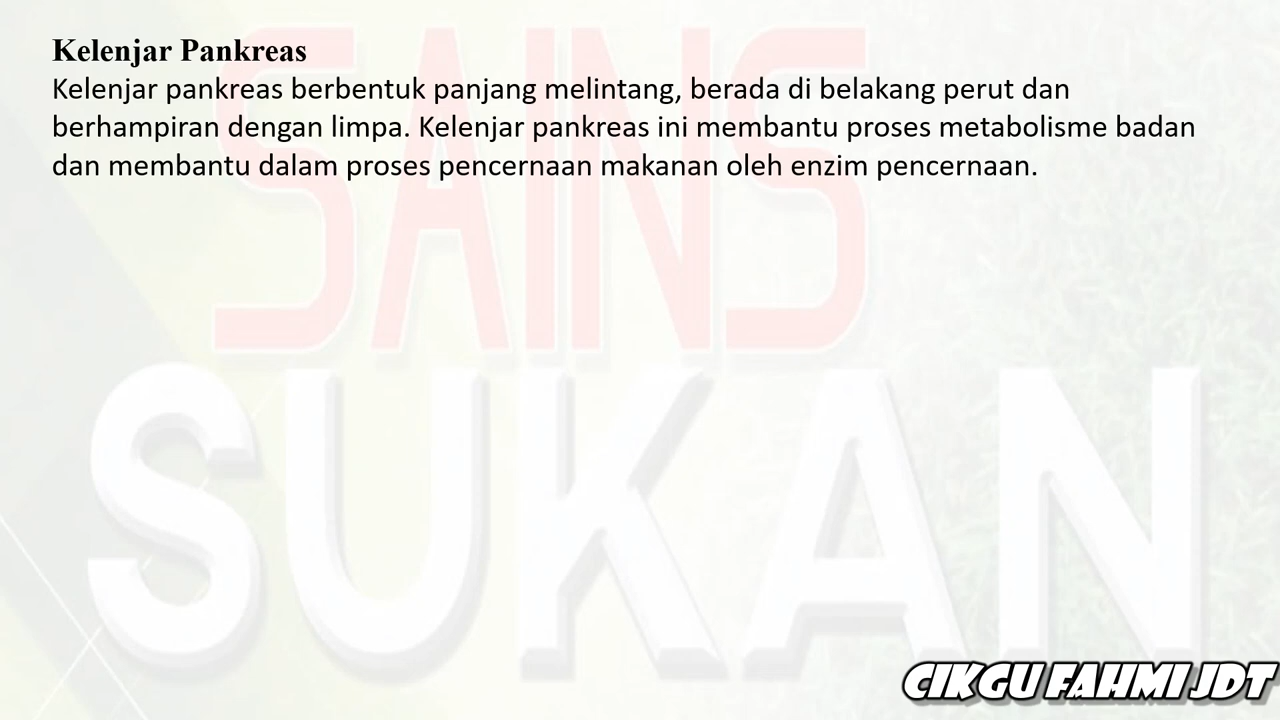 Kelenjar Pankreas
Kelenjar pankreas berbentuk panjang melintang, berada di belakang perut dan
berhampiran dengan limpa. Kelenjar pankreas ini membantu proses metabolisme badan
dan membantu dalam proses pencernaan makanan oleh enzim pencernaan.
SAINS
SUKAN
CIKGU FAHMI JDT